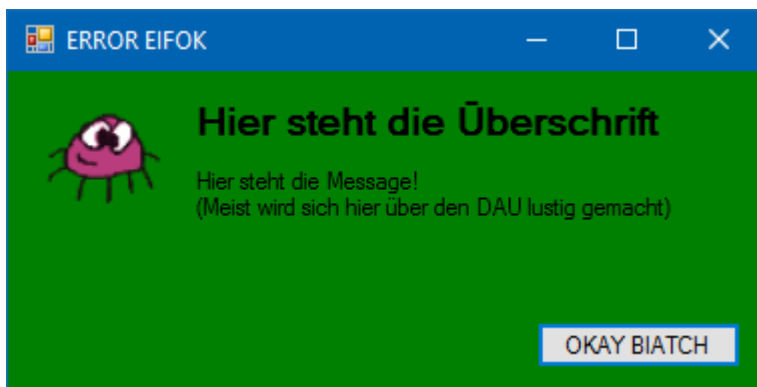 ERROR EIFOK
Hier steht die Überschrift
Hier steht die Message!
(Meist wird sich hier über den DAU lustig gemacht)
OKAY BIATCH